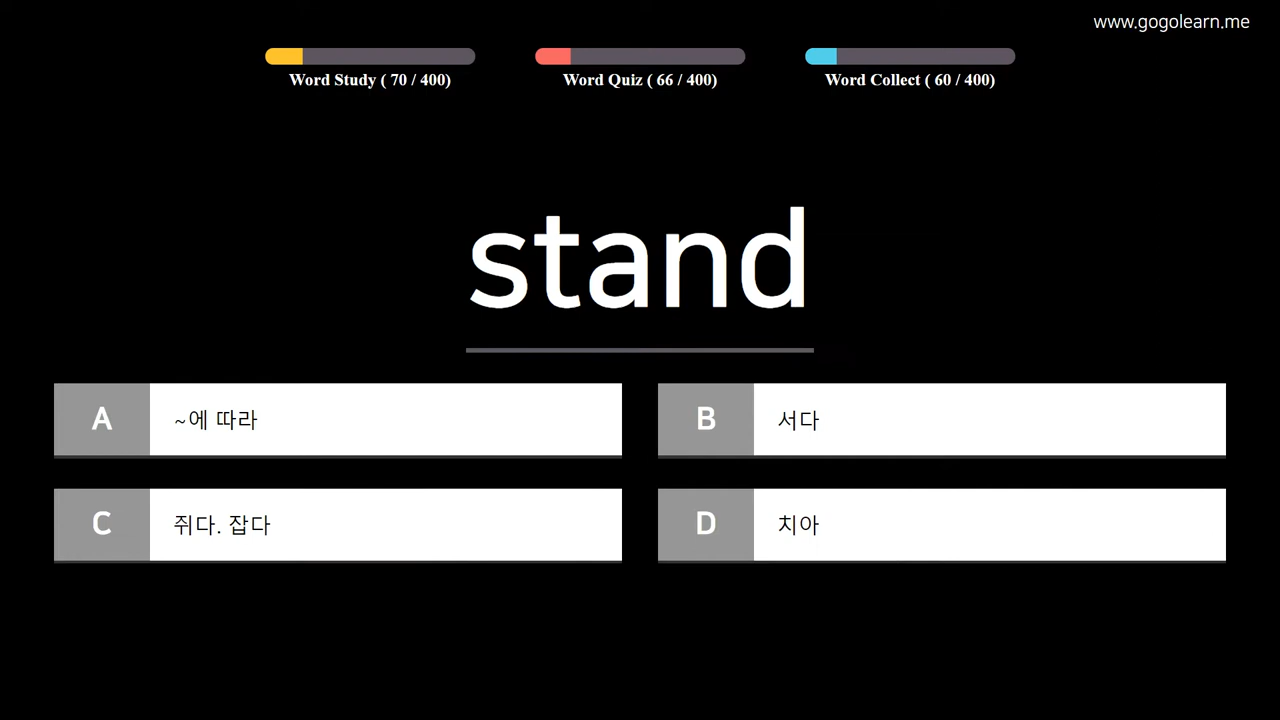 www.gogolearn.me
Word Study ( 70 / 400)
Word Quiz ( 66 / 400)
Word Collect ( 60 / 400)
stand
A
~에 따라
B
서다
C
쥐다. 잡다
D
치아